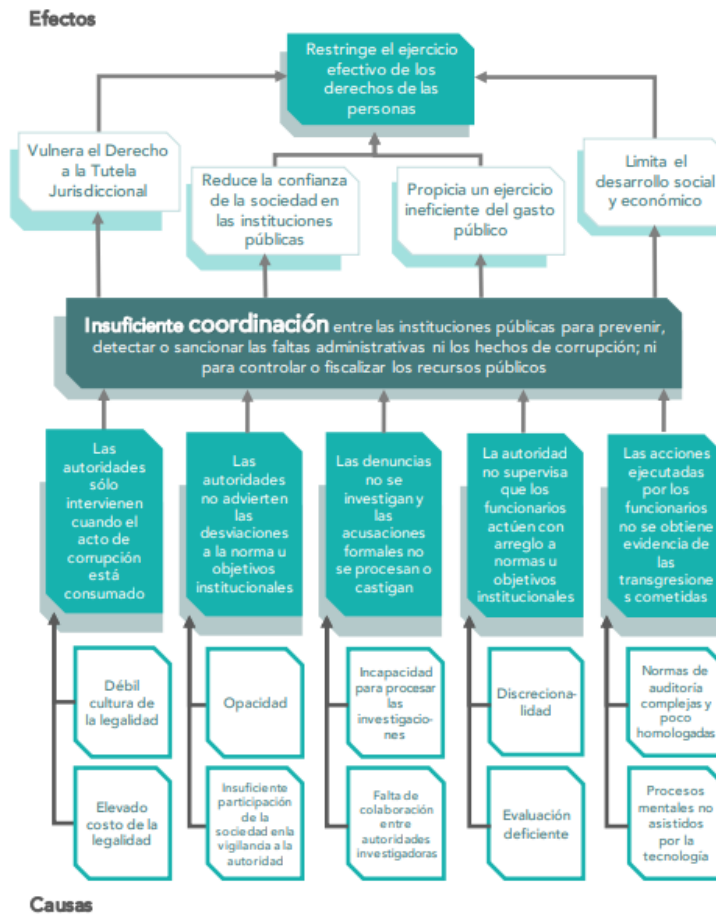 Efectos
Restringe el ejercicio
efectivo de los
derechos de las
personas
Vulnera el Derecho
a la Tutela
Jurisdiccional
Reduce la confianza
de la sociedad en
las instituciones
públicas
Propicia un ejercicio
ineficiente del gasto
público
Limita el
desarrollo social
y económico
Insuficiente coordinación entre las instituciones públicas para prevenir,
detectar o sancionar las faltas administrativas ni los hechos de corrupción; ni
para controlar o fiscalizar los recursos públicos
Las
autoridades
sólo
intervienen
cuando el
acto de
corrupción
está
consumado
Las
autoridades
no advierten
las
desviaciones
a la norma u
objetivos
institucionales
Las denuncias
no se
investigan y
las
acusaciones
formales no
se procesan o
castigan
La autoridad
no supervisa
que los
funcionarios
actúen con
arreglo a
normas u
objetivos
institucionales
Las acciones
ejecutadas
por los
funcionarios
no se obtiene
evidencia de
las
transgresione
s cometidas
Débil
cultura de
la legalidad
Opacidad
Incapacidad
para procesar
las
investigacio-
nes
Discreciona-
lidad
Normas de
auditoría
complejas y
poco
homologadas
Elevado
costo de la
legalidad
Insuficiente
participación
de la
sociedad en la
vigilancia a la
autoridad
Falta de
colaboración
entre
autoridades
investigadoras
Evaluación
deficiente
Procesos
mentales no
asistidos
por la
tecnología
Causas